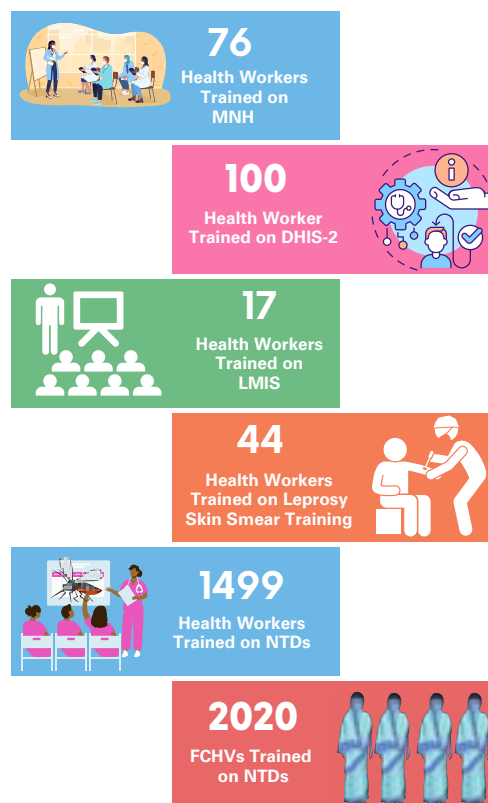 76
Health Workers
Trained on
MNH
100
Health Worker
Trained on DHIS-2
17
Health Workers
Trained on
LMIS
44
Health Workers
Trained on Leprosy
Skin Smear Training
1499
Health Workers
Trained on NTDs
2020
FCHVs Trained
on NTDs